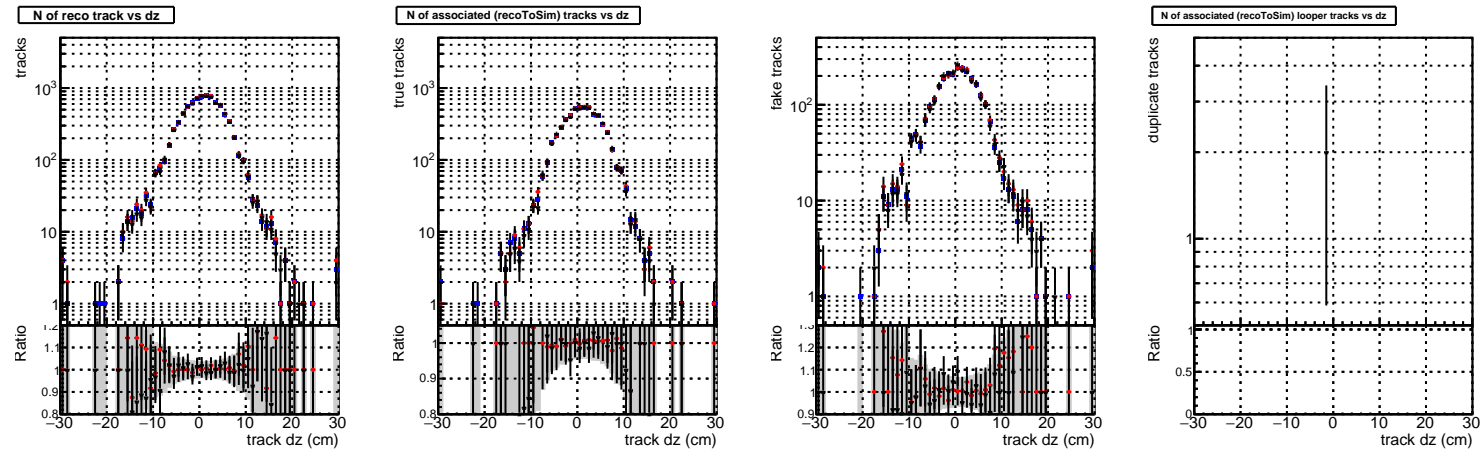 N of reco track vs dz
tracks
10³
10²
10
1
Ratio
1.2
1.1
1.0
0.9
0.8
−30 −20 −10 0 10 20 30
track dz (cm)
N of associated (recoToSim) tracks vs dz
true tracks
10³
10²
10
1
Ratio
1
0.9
0.8
−30 −20 −10 0 10 20 30
track dz (cm)
fake tracks
10²
10
1
Ratio
1.3
1.2
1.1
1.0
0.9
−30 −20 −10 0 10 20 30
track dz (cm)
N of associated (recoToSim) looper tracks vs dz
duplicate tracks
1
Ratio
1
0.5
0
−30 −20 −10 0 10 20 30
track dz (cm)